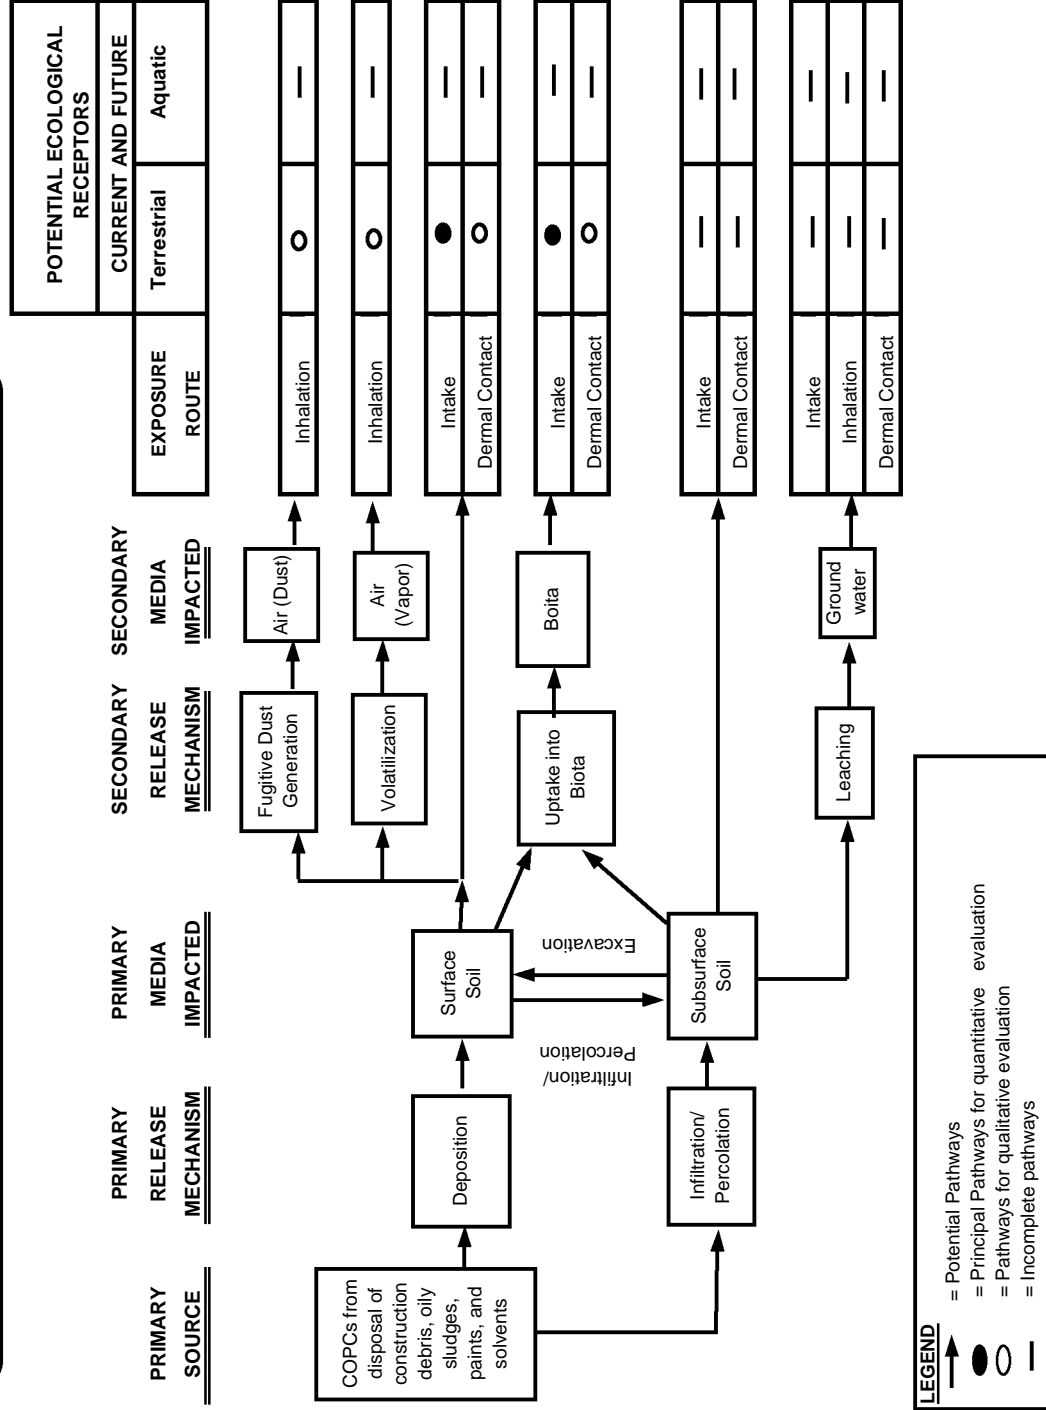 POTENTIAL ECOLOGICAL
RECEPTORS
CURRENT AND FUTURE
EXPOSURE
ROUTE
Terrestrial
Aquatic
PRIMARY
SOURCE
PRIMARY
RELEASE
MECHANISM
PRIMARY
MEDIA
IMPACTED
SECONDARY
RELEASE
MECHANISM
SECONDARY
MEDIA
IMPACTED
COPCs from
disposal of
construction
debris, oily
sludges,
paints, and
solvents
Deposition
Infiltration/
Percolation
Surface
Soil
Infiltration/
Percolation
Excavation
Subsurface
Soil
Fugitive Dust
Generation
Volatilization
Uptake into
Biota
Leaching
Air (Dust)
Air
(Vapor)
Boita
Ground
water
Inhalation
Inhalation
Intake
Dermal Contact
Intake
Dermal Contact
Intake
Dermal Contact
Intake
Inhalation
Dermal Contact
LEGEND
= Potential Pathways
= Principal Pathways for quantitative evaluation
= Pathways for qualitative evaluation
= Incomplete pathways